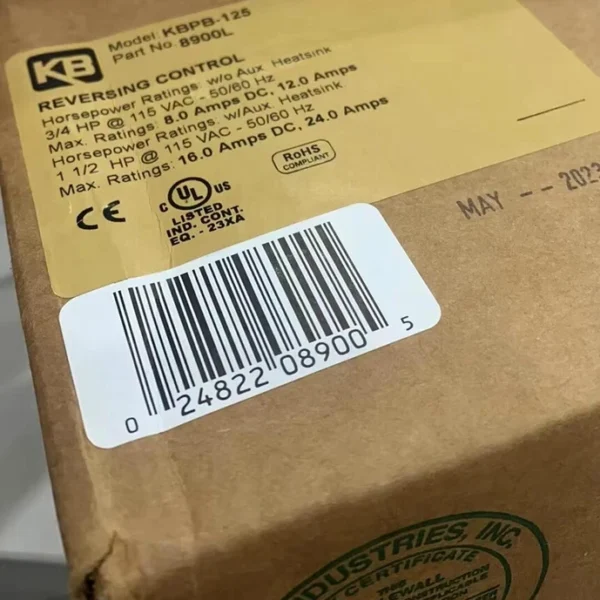 KB
Model: KBPB-125
Part No. 8900L
REVERSING CONTROL
Horsepower Ratings: w/o Aux. Heatsink
3/4 HP @ 115 VAC - 50/60 Hz
Max. Ratings: 8.0 Amps DC, 12.0 Amps
Horsepower Ratings: w/Aux. Heatsink
1 1/2 HP @ 115 VAC - 50/60 Hz
Max. Ratings: 16.0 Amps DC, 24.0 Amps
RoHS
COMPLIANT
CE
C UL US
LISTED
IND. CONT.
EQ. - 23XA
MAY -- 2023
0 24822 08900 5
INDUSTRIES, INC.
CERTIFICATE
THIS